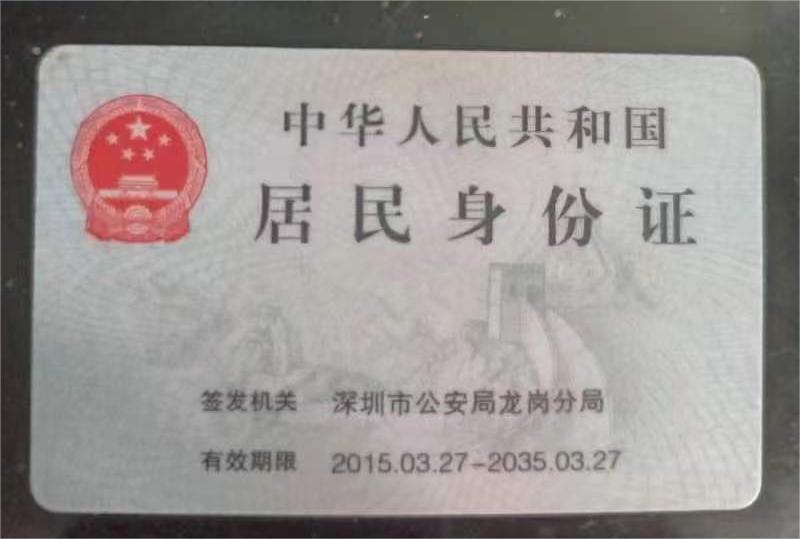 中华人民共和国
居民身份证
签发机关 深圳市公安局龙岗分局
有效期限 2015.03.27-2035.03.27